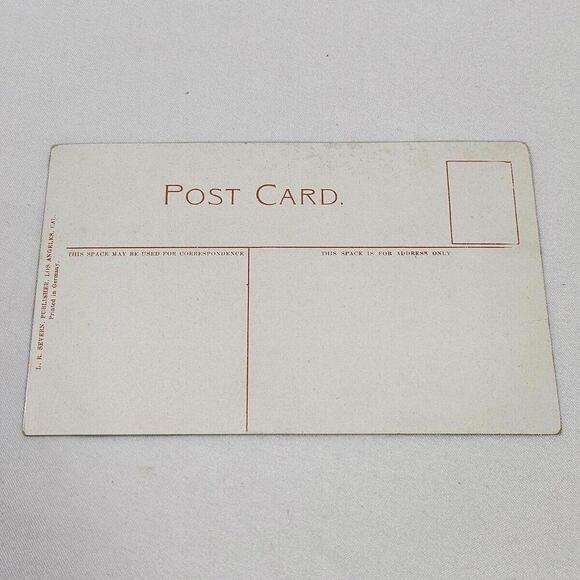 POST CARD.
THIS SPACE MAY BE USED FOR CORRESPONDENCE
THIS SPACE IS FOR ADDRESS ONLY
L. R. SEVERN, PUBLISHER, LOS ANGELES, CAL.
Printed in Germany.